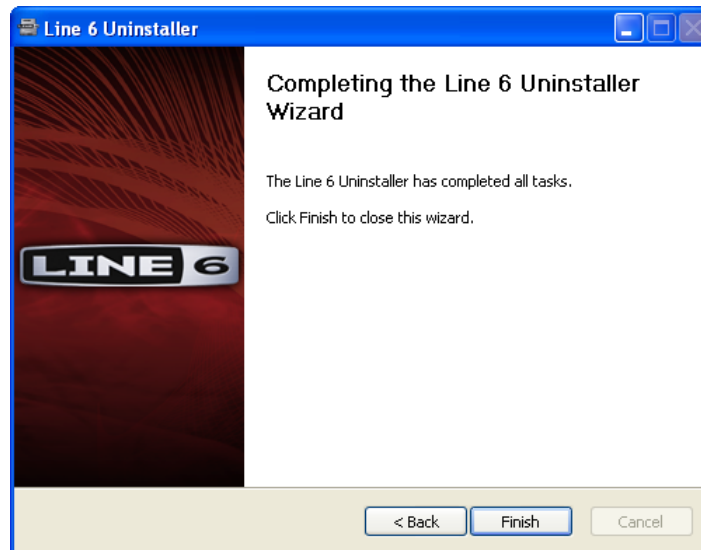 Line 6 Uninstaller
Completing the Line 6 Uninstaller
Wizard
The Line 6 Uninstaller has completed all tasks.
Click Finish to close this wizard.
LINE 6
< Back
Finish
Cancel